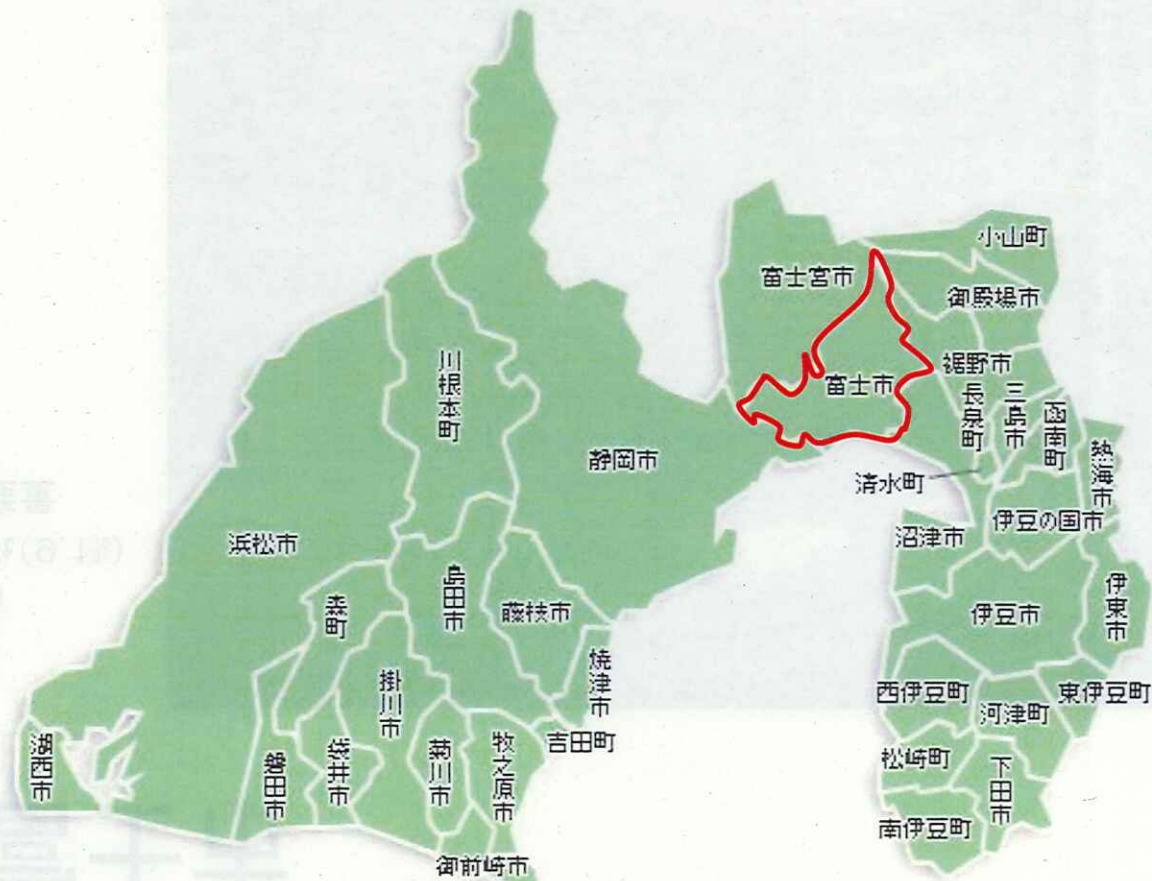 小山町
富士宮市
御殿場市
裾野市
富士市
長泉町
三島市
函南町
熱海市
川根本町
静岡市
清水町
伊豆の国市
沼津市
浜松市
島田市
藤枝市
森町
伊豆市
伊東市
焼津市
掛川市
西伊豆町
東伊豆町
河津町
吉田町
湖西市
磐田市
袋井市
菊川市
牧之原市
松崎町
下田市
南伊豆町
御前崎市